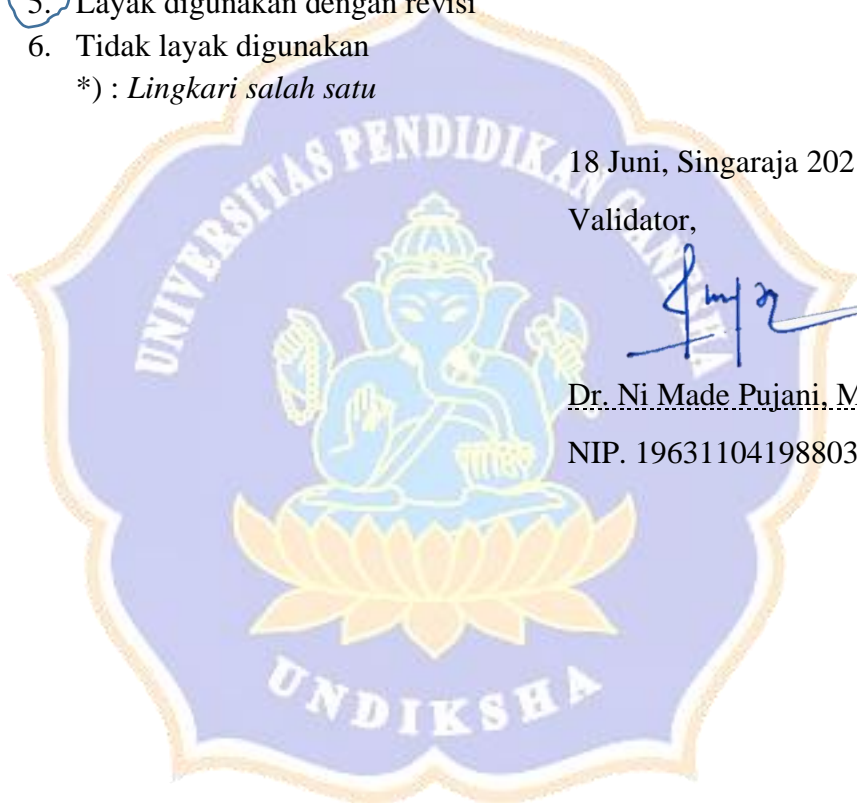 5. Layak digunakan dengan revisi
6. Tidak layak digunakan
*) : Lingkari salah satu
UNIVERSITAS PENDIDIKAN GANESHA
18 Juni, Singaraja 202
Validator,
Dr. Ni Made Pujani, M
NIP. 19631104198803
UNDIKSHA